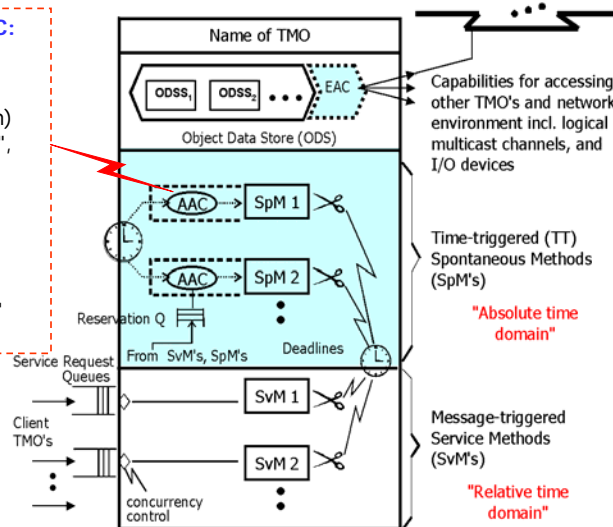 C:
n)
",
"
Name of TMO
ODSS1
ODSS2
EAC
Object Data Store (ODS)
Capabilities for accessing
other TMO's and network
environment incl. logical
multicast channels, and
I/O devices
AAC
SpM 1
AAC
SpM 2
Reservation Q
From SvM's, SpM's
Deadlines
Time-triggered (TT)
Spontaneous Methods
(SpM's)
"Absolute time
domain"
Service Request
Queues
Client
TMO's
SvM 1
SvM 2
concurrency
control
Message-triggered
Service Methods
(SvM's)
"Relative time
domain"